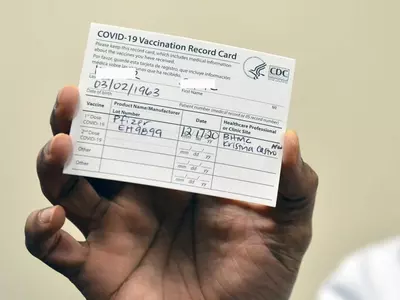 COVID-19 Vaccination Record Card
Please keep this record card, which includes medical information
about the vaccines you have received.
Por favor, guarde esta tarjeta de registro, que incluye información
médica sobre las vacunas que ha recibido.
CDC
Last Name First Name
03/02/1963
Date of birth Patient number (medical record or IIS record number)
Vaccine Product Name/Manufacturer Date Healthcare Professional
Lot Number or Clinic Site
1st Dose Pfizer BHMC
COVID-19 EH9899 mm dd yy Kristina Castro
2nd Dose
COVID-19 mm dd yy
Other
mm dd yy
Other
mm dd yy